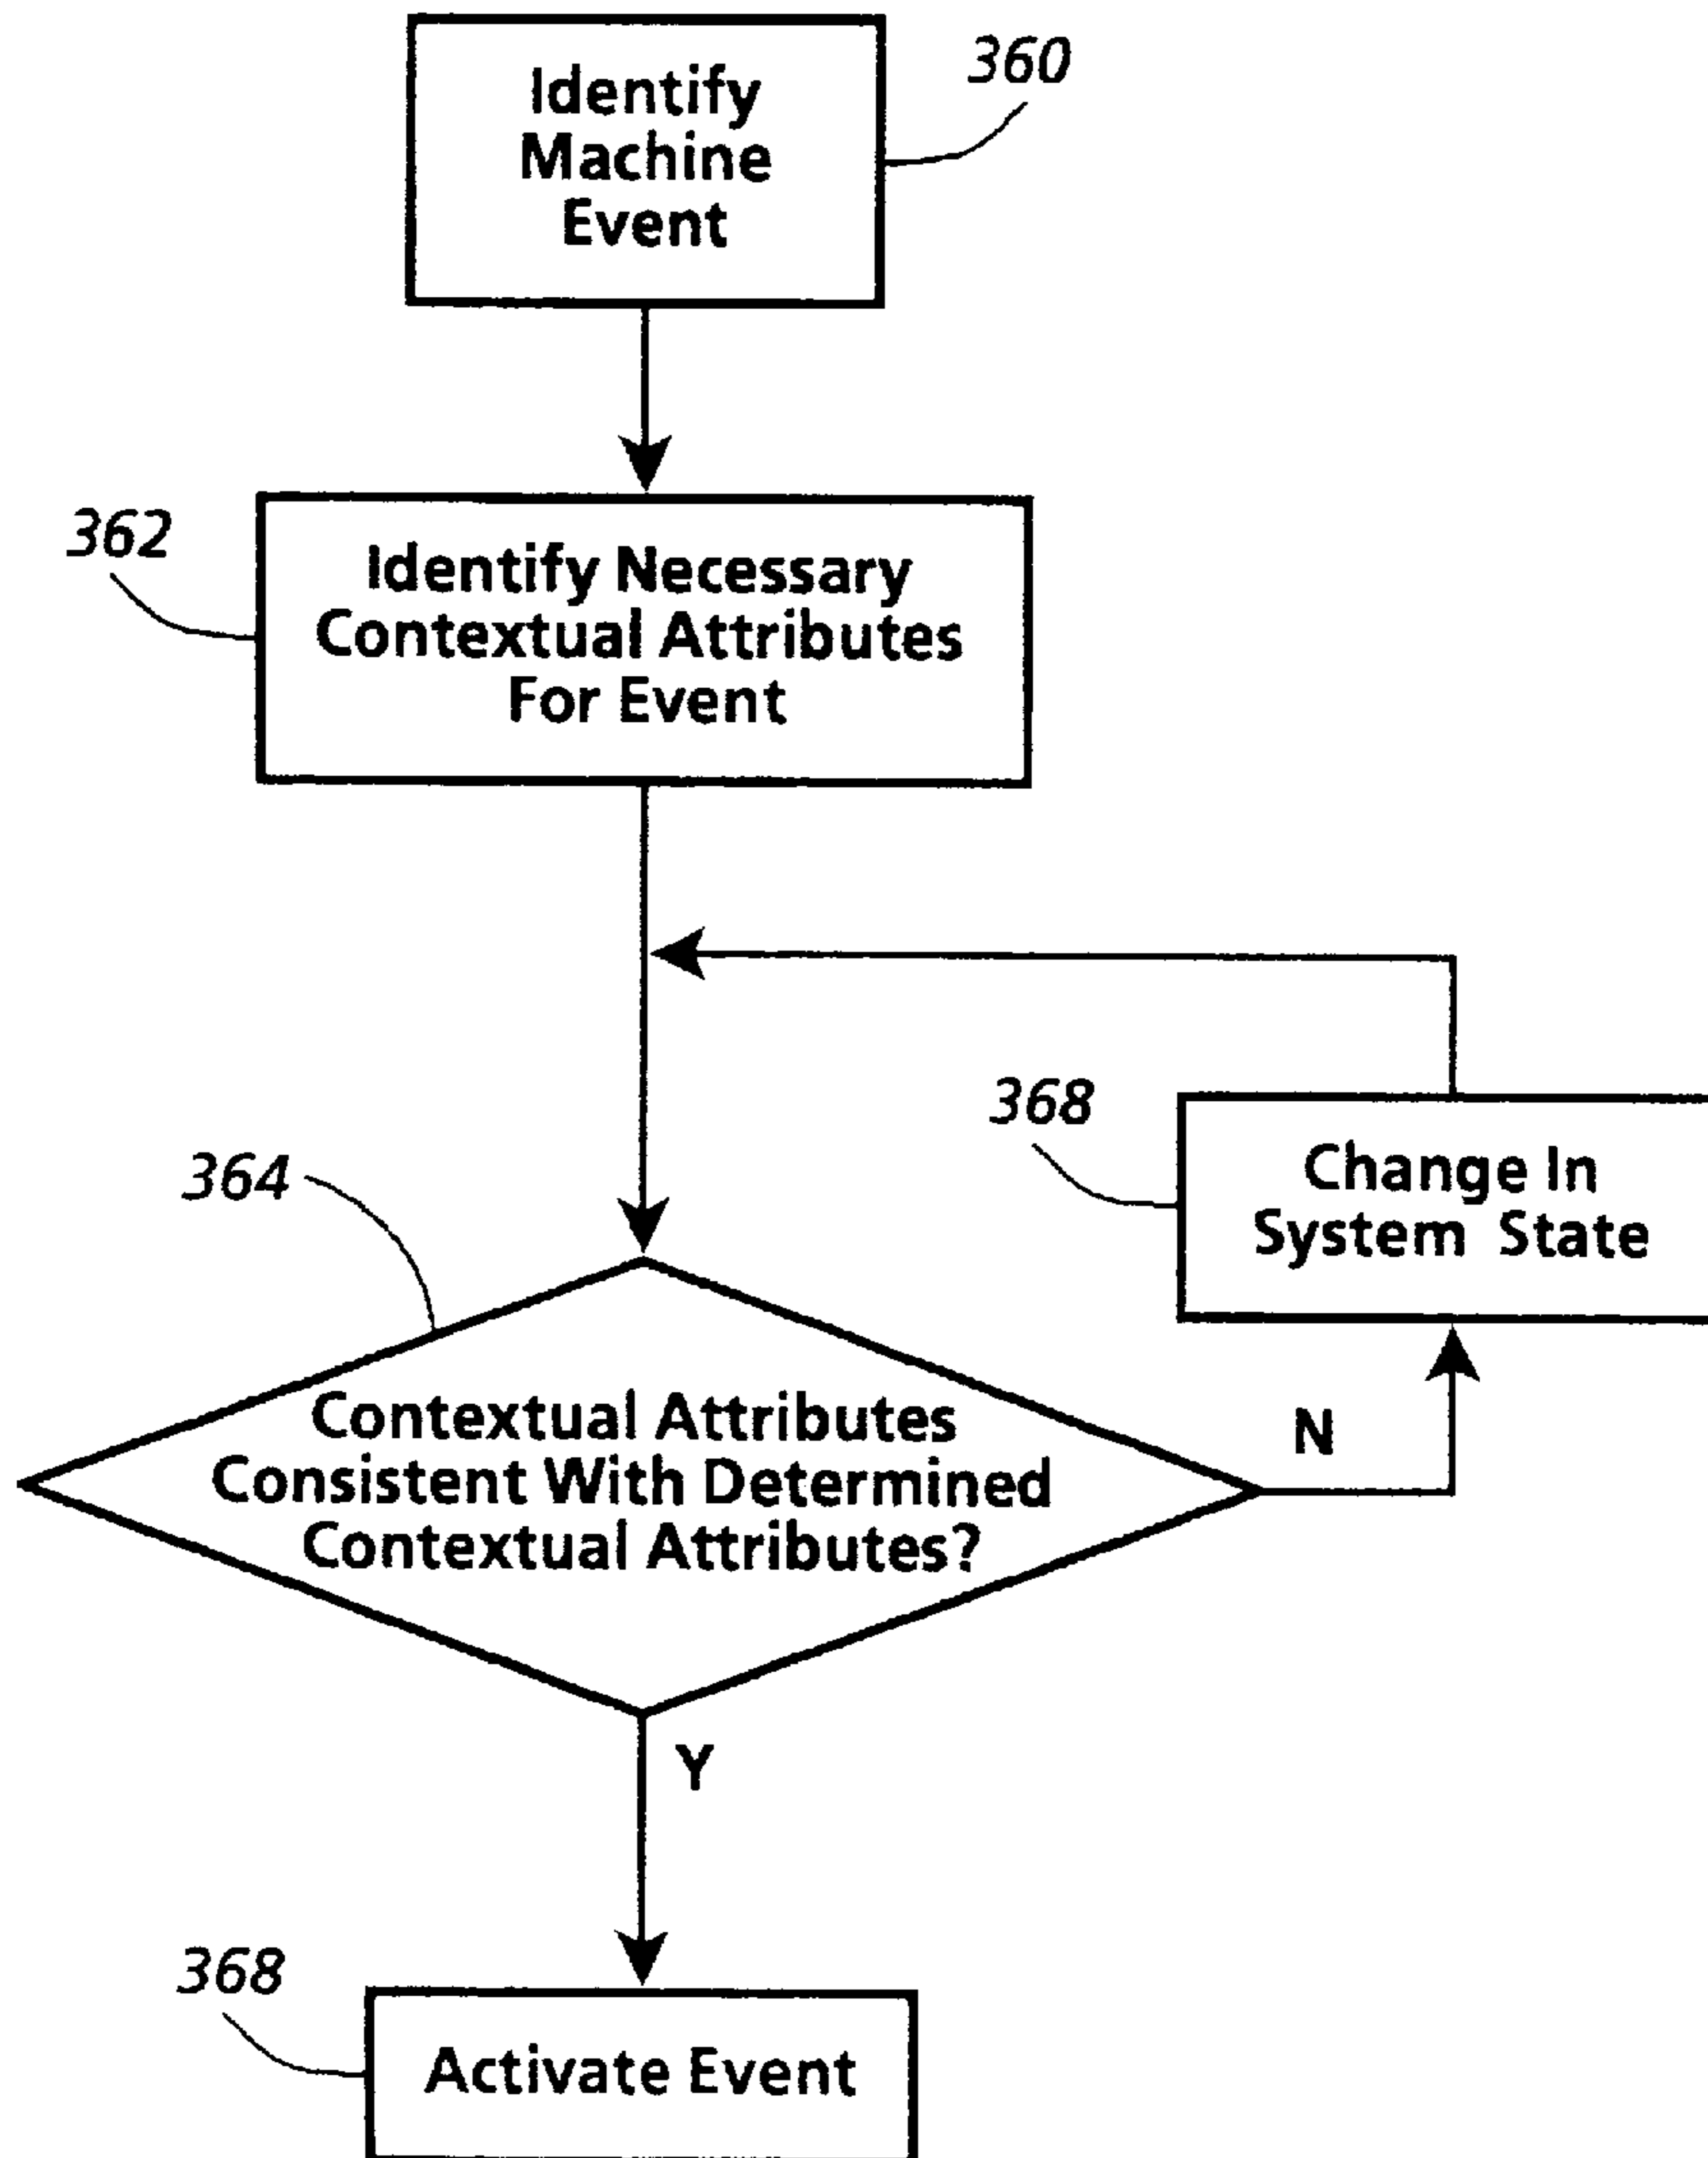 360
Identify
Machine
Event
362
Identify Necessary
Contextual Attributes
For Event
368
Change In
System State
364
Contextual Attributes
Consistent With Determined
Contextual Attributes?
N
Y
368
Activate Event